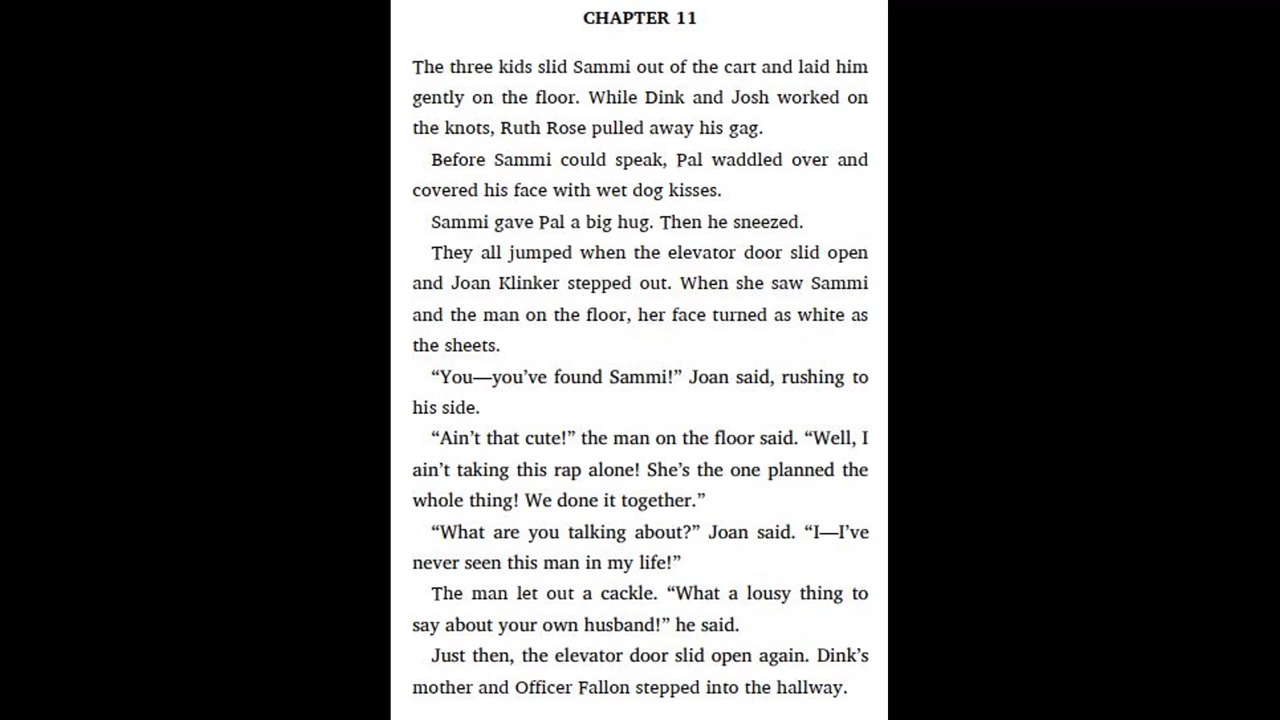 CHAPTER 11
The three kids slid Sammi out of the cart and laid him
gently on the floor. While Dink and Josh worked on
the knots, Ruth Rose pulled away his gag.
Before Sammi could speak, Pal waddled over and
covered his face with wet dog kisses.
Sammi gave Pal a big hug. Then he sneezed.
They all jumped when the elevator door slid open
and Joan Klinker stepped out. When she saw Sammi
and the man on the floor, her face turned as white as
the sheets.
“You—you’ve found Sammi!” Joan said, rushing to
his side.
“Ain’t that cute!” the man on the floor said. “Well, I
ain’t taking this rap alone! She’s the one planned the
whole thing! We done it together.”
“What are you talking about?” Joan said. “I—I’ve
never seen this man in my life!”
The man let out a cackle. “What a lousy thing to
say about your own husband!” he said.
Just then, the elevator door slid open again. Dink’s
mother and Officer Fallon stepped into the hallway.